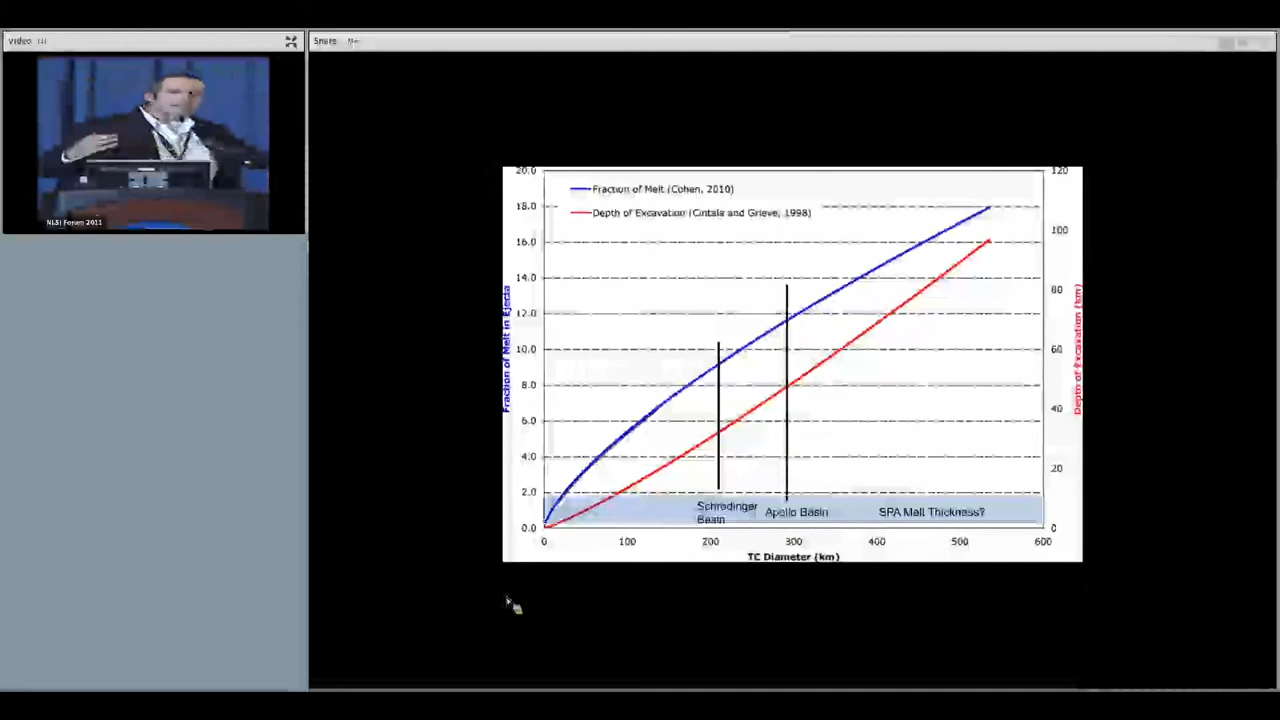 Video
Share
NLSI Forum 2011
Fraction of Melt (Cohen, 2010)
Depth of Excavation (Cintala and Grieve, 1998)
20.0
18.0
16.0
14.0
12.0
10.0
8.0
6.0
4.0
2.0
0.0
Fraction of Melt in Ejecta
120
100
80
60
40
20
0
Depth of Excavation (km)
Schrodinger
Basin
Apollo Basin
SPA Melt Thickness?
0 100 200 300 400 500 600
TC Diameter (km)